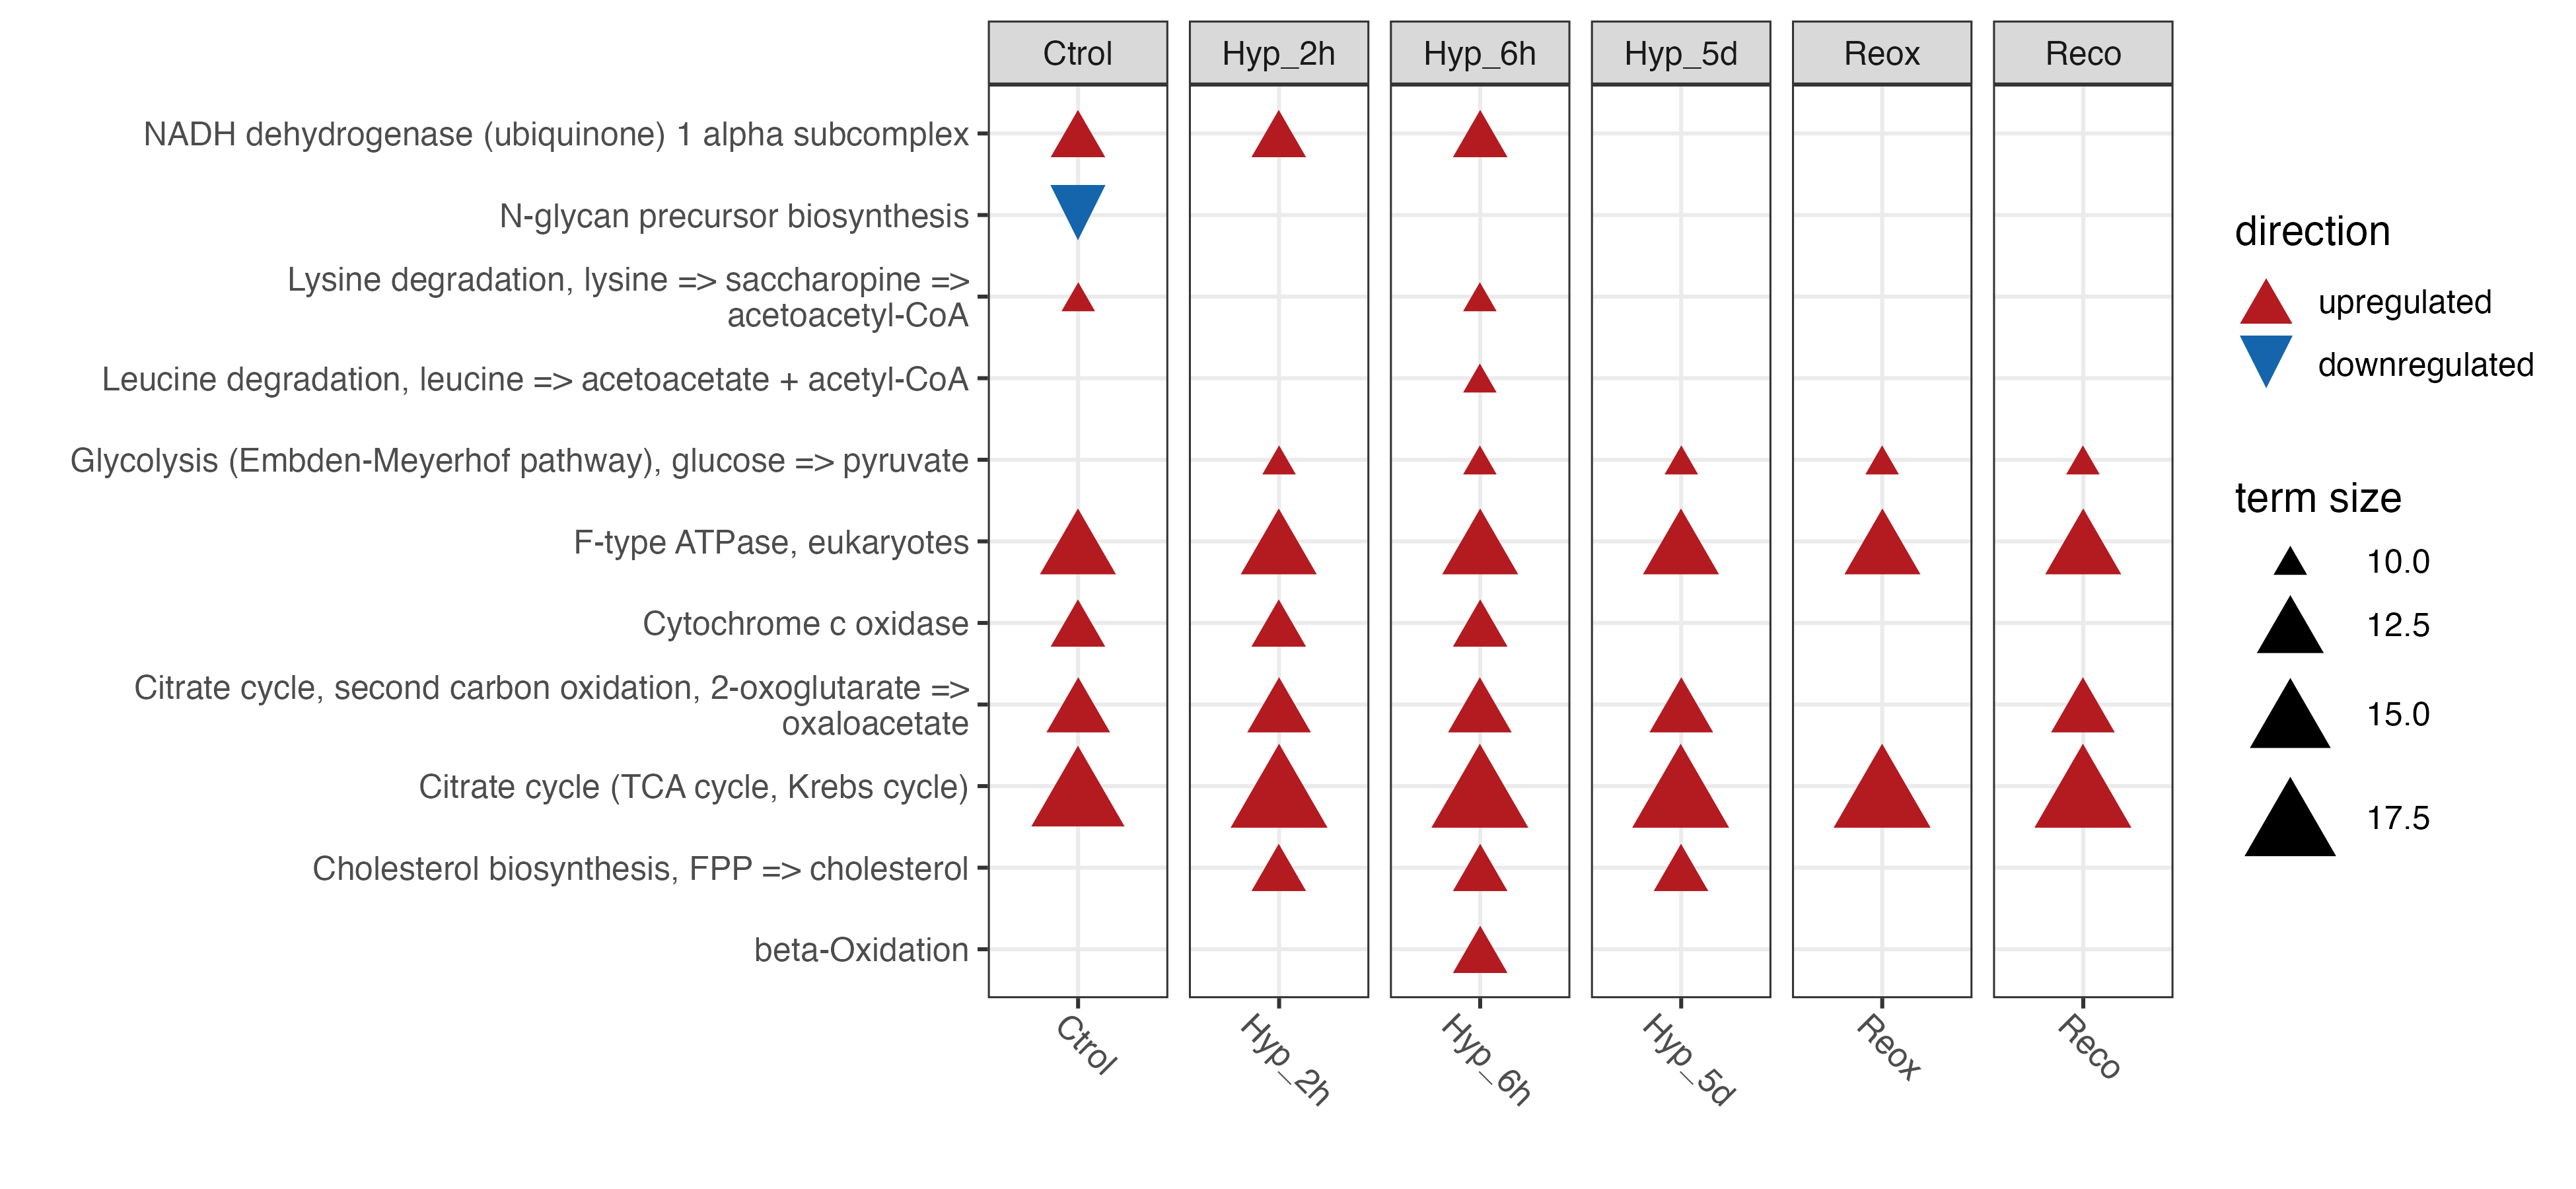 Ctrol Hyp_2h Hyp_6h Hyp_5d Reox Reco
NADH dehydrogenase (ubiquinone) 1 alpha subcomplex
N-glycan precursor biosynthesis
Lysine degradation, lysine => saccharopine =>
acetoacetyl-CoA
Leucine degradation, leucine => acetoacetate + acetyl-CoA
Glycolysis (Embden-Meyerhof pathway), glucose => pyruvate
F-type ATPase, eukaryotes
Cytochrome c oxidase
Citrate cycle, second carbon oxidation, 2-oxoglutarate =>
oxaloacetate
Citrate cycle (TCA cycle, Krebs cycle)
Cholesterol biosynthesis, FPP => cholesterol
beta-Oxidation
Ctrol Hyp_2h Hyp_6h Hyp_5d Reox Reco
direction
upregulated
downregulated
term size
10.0
12.5
15.0
17.5